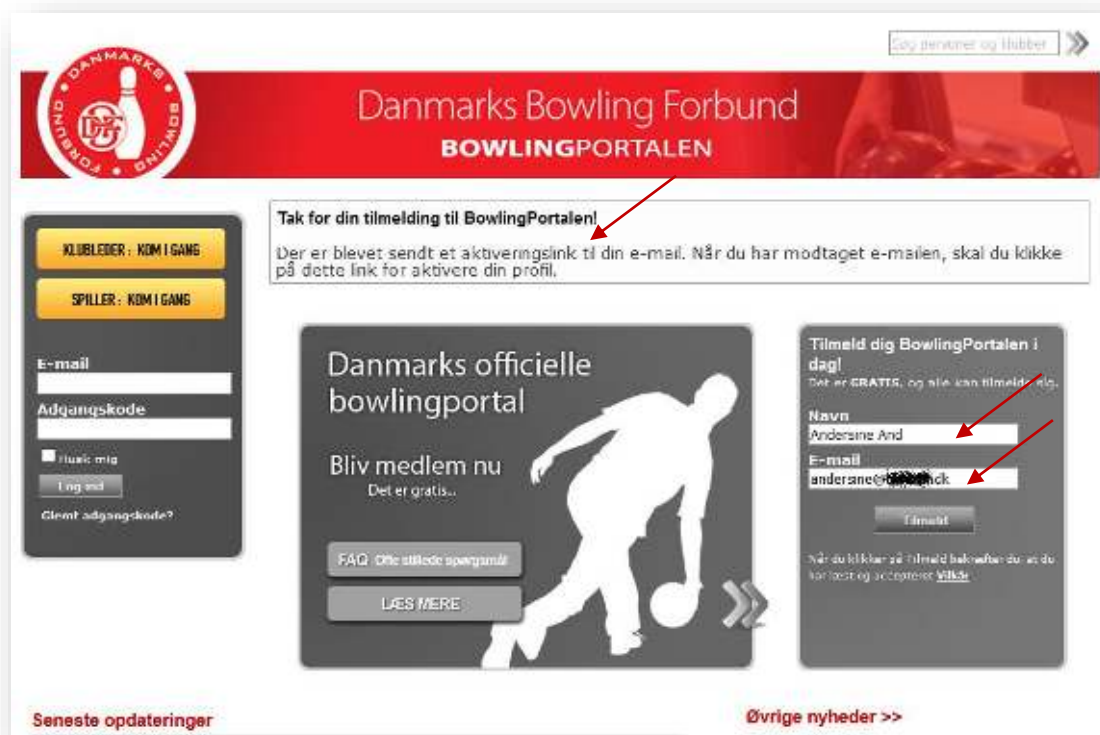 Søg personer og klubber
DANMARKS BOWLING FORBUND
Danmarks Bowling Forbund
BOWLINGPORTALEN
KLUBLEDER: KOM I GANG
SPILLER: KOM I GANG
E-mail
Adgangskode
Husk mig
Log ind
Glemt adgangskode?
Tak for din tilmelding til BowlingPortalen!
Der er blevet sendt et aktiveringslink til din e-mail. Når du har modtaget e-mailen, skal du klikke
på dette link for aktivere din profil.
Danmarks officielle
bowlingportal
Bliv medlem nu
Det er gratis..
FAQ Ofte stillede spørgsmål
LÆS MERE
Tilmeld dig BowlingPortalen i
dag!
Det er GRATIS, og alle kan tilmelde sig.
Navn
Andersine And
E-mail
andersine@ dk
Tilmeld
Når du klikker på Tilmeld bekræfter du, at du
har læst og accepteret Vilkår
Seneste opdateringer
Øvrige nyheder >>